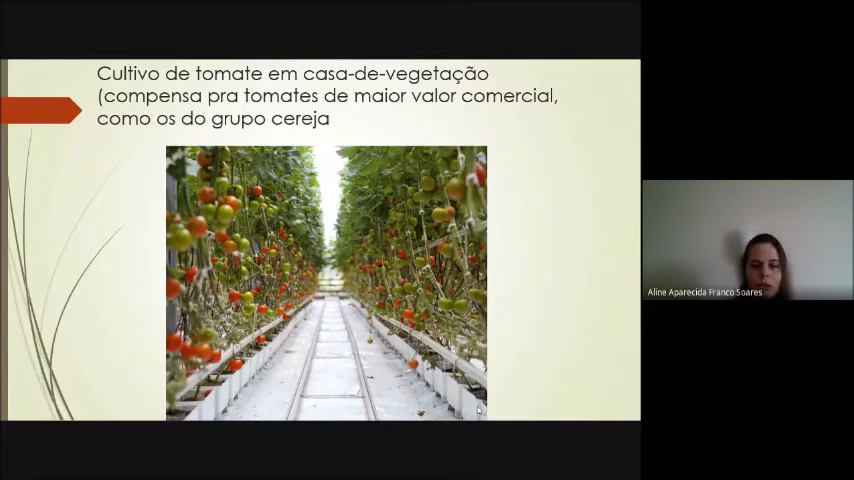 Cultivo de tomate em casa-de-vegetação
(compensa pra tomates de maior valor comercial,
como os do grupo cereja
Aline Aparecida Franco Soares